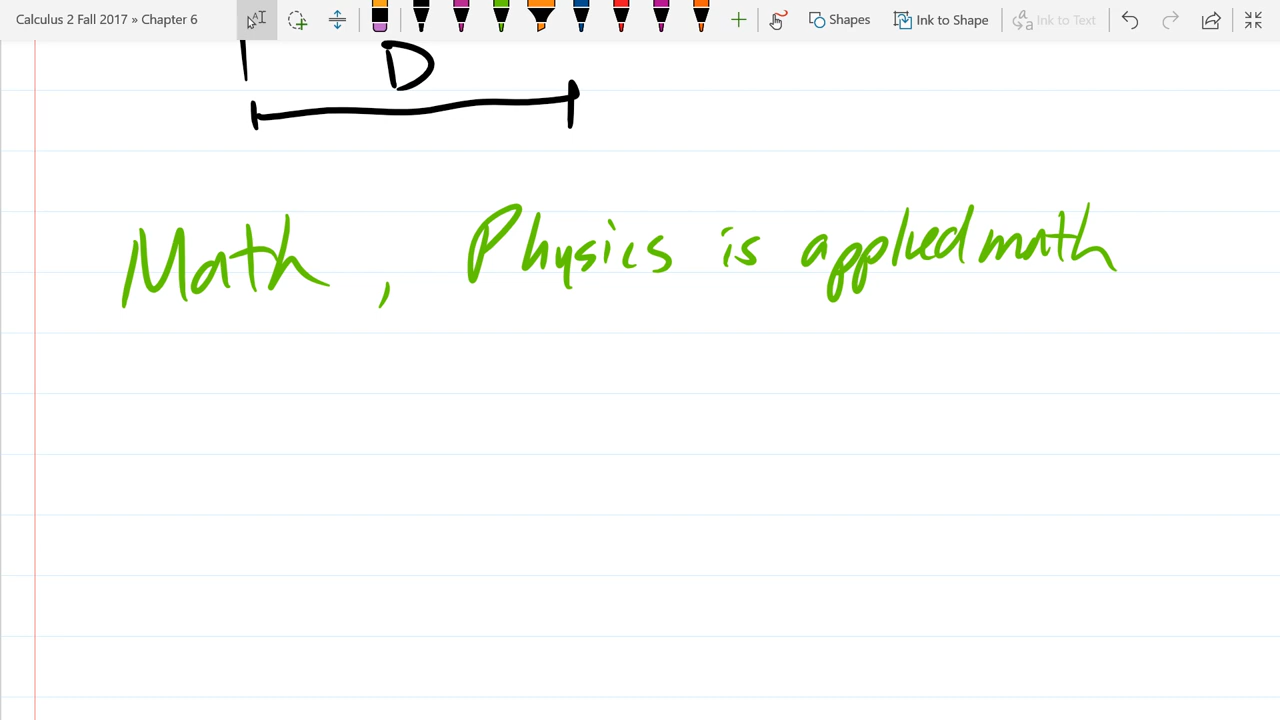 Calculus 2 Fall 2017 » Chapter 6 Shapes Ink to Shape Ink to Text
D
Math, Physics is applied math